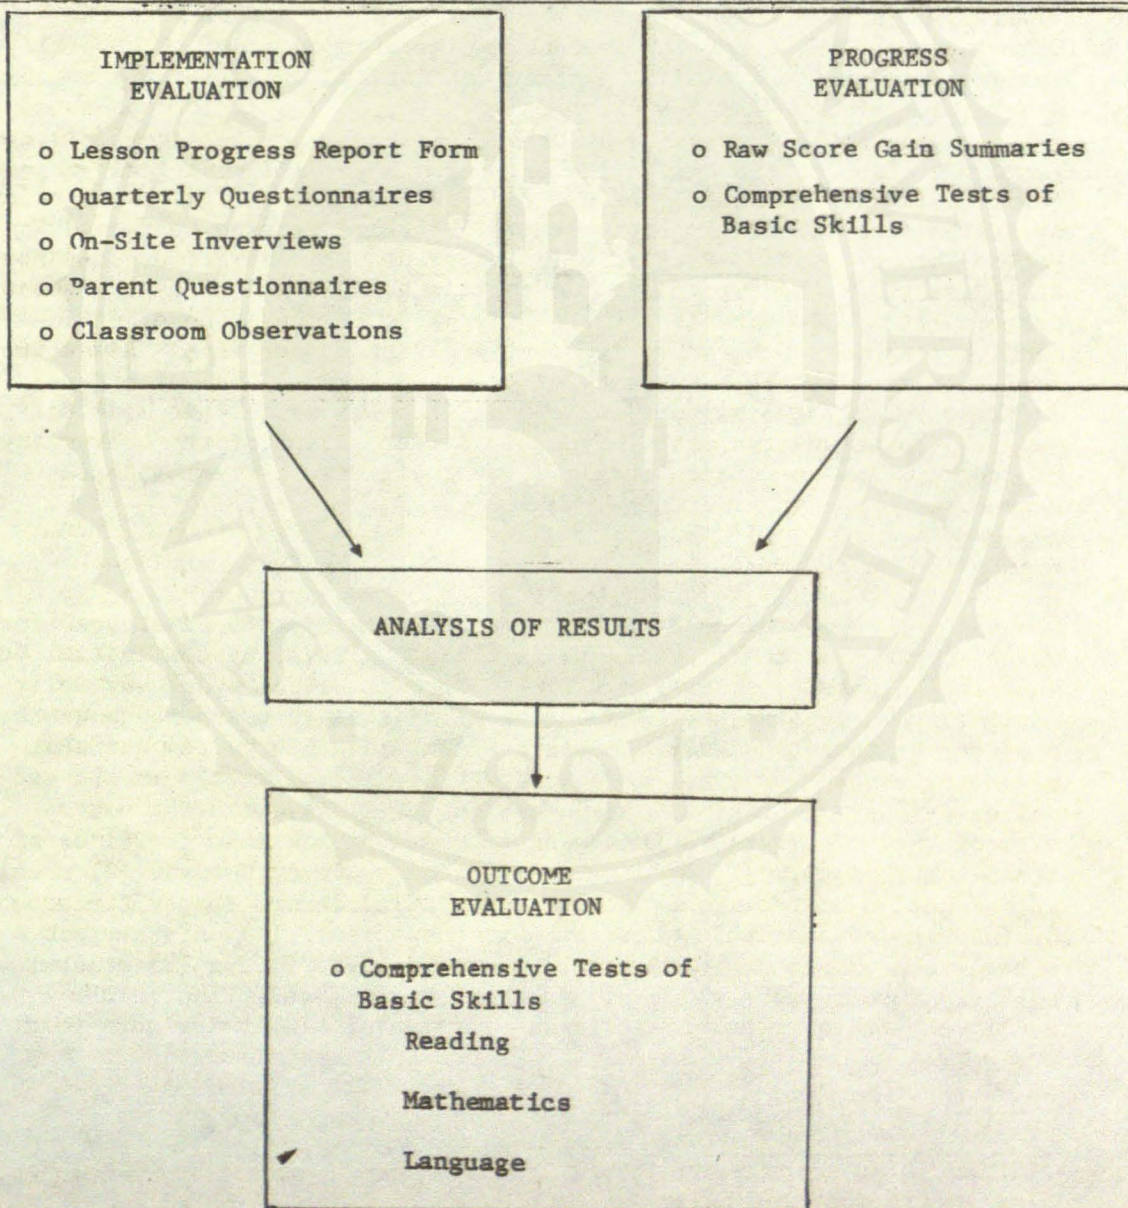 IMPLEMENTATION
EVALUATION
o Lesson Progress Report Form
o Quarterly Questionnaires
o On-Site Inverviews
o Parent Questionnaires
o Classroom Observations
PROGRESS
EVALUATION
o Raw Score Gain Summaries
o Comprehensive Tests of
Basic Skills
ANALYSIS OF RESULTS
OUTCOME
EVALUATION
o Comprehensive Tests of
Basic Skills
Reading
Mathematics
Language
1897